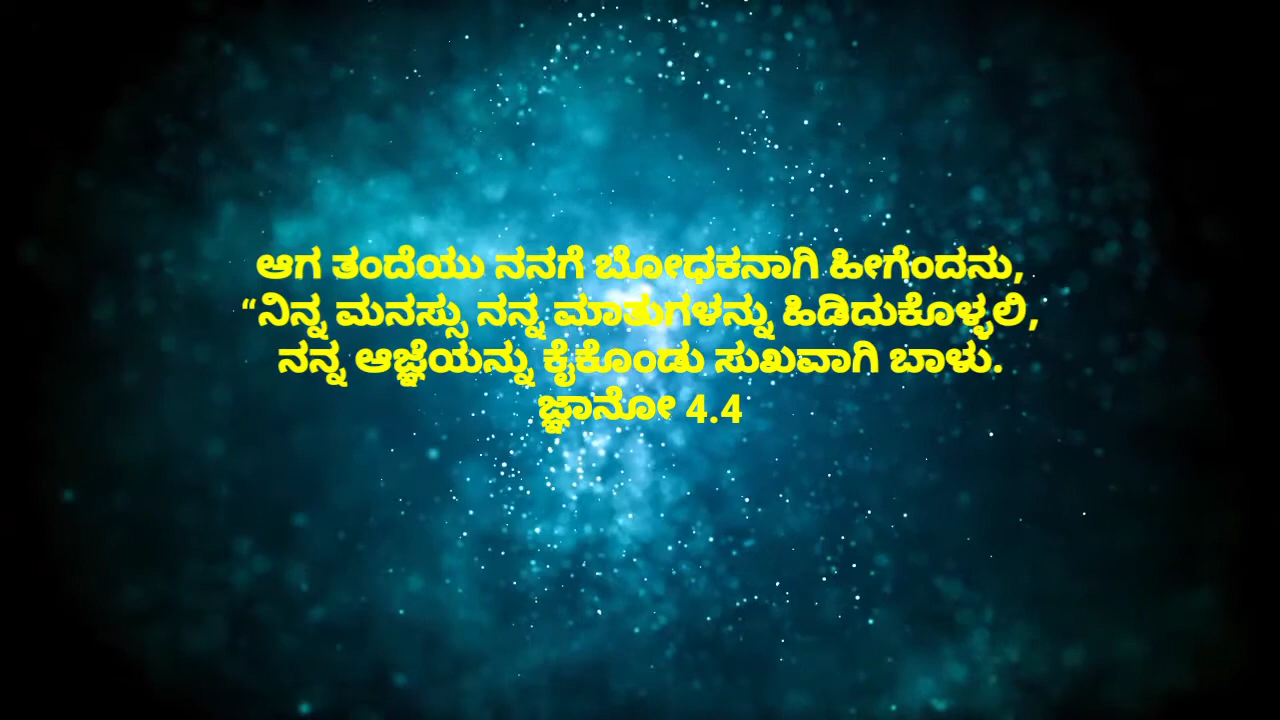 ಆಗ ತಂದೆಯು ನನಗೆ ಬೋಧಕನಾಗಿ ಹೀಗೆಂದನು,
“ನಿನ್ನ ಮನಸ್ಸು ನನ್ನ ಮಾತುಗಳನ್ನು ಹಿಡಿದುಕೊಳ್ಳಲಿ,
ನನ್ನ ಆಜ್ಞೆಯನ್ನು ಕೈಕೊಂಡು ಸುಖವಾಗಿ ಬಾಳು.
ಜ್ಞಾನೋ 4.4